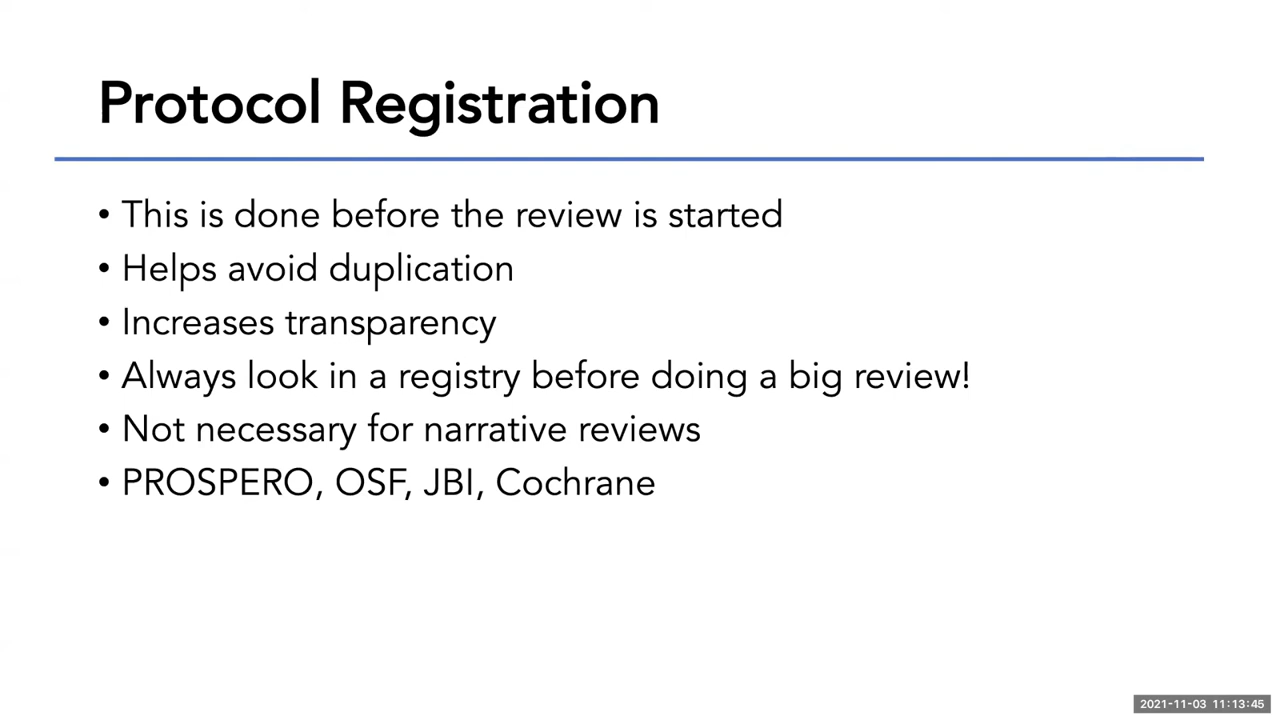 Protocol Registration
• This is done before the review is started
• Helps avoid duplication
• Increases transparency
• Always look in a registry before doing a big review!
• Not necessary for narrative reviews
• PROSPERO, OSF, JBI, Cochrane
2021-11-03 11:13:45